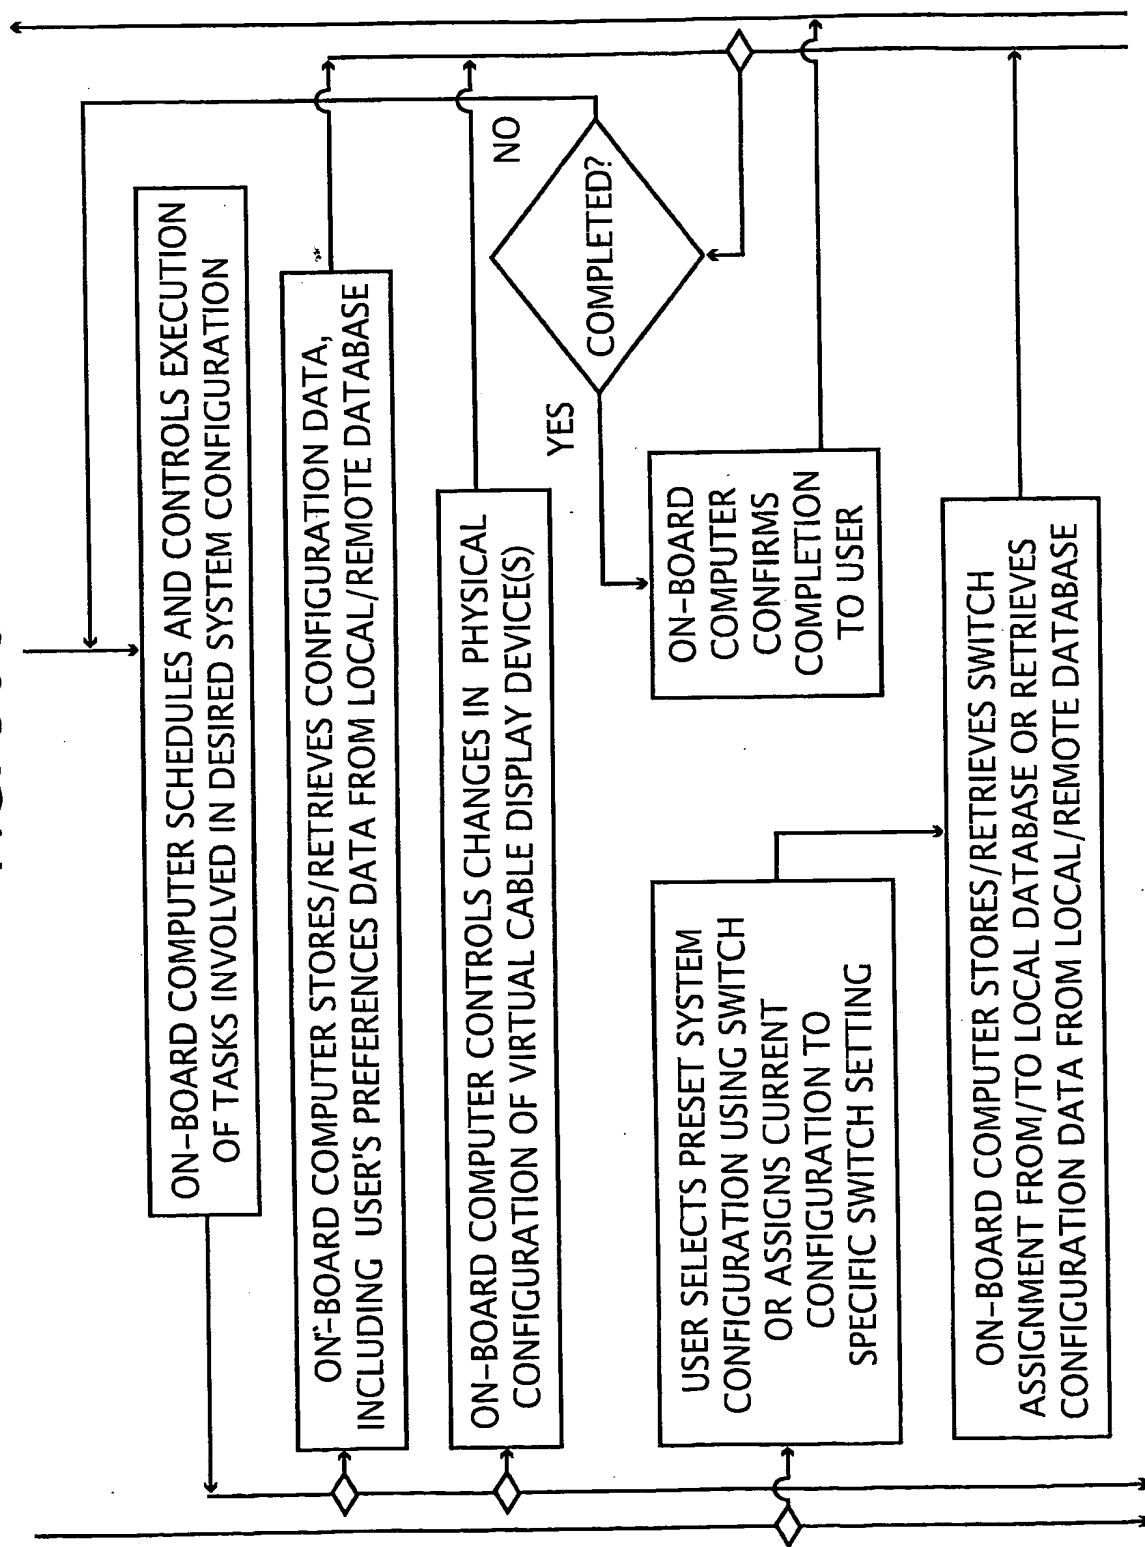 ON-BOARD COMPUTER SCHEDULES AND CONTROLS EXECUTION
OF TASKS INVOLVED IN DESIRED SYSTEM CONFIGURATION
ON-BOARD COMPUTER STORES/RETRIEVES CONFIGURATION DATA,
INCLUDING USER'S PREFERENCES DATA FROM LOCAL/REMOTE DATABASE
ON-BOARD COMPUTER CONTROLS CHANGES IN PHYSICAL
CONFIGURATION OF VIRTUAL CABLE DISPLAY DEVICE(S)
NO
COMPLETED?
YES
ON-BOARD
COMPUTER
CONFIRMS
COMPLETION
TO USER
USER SELECTS PRESET SYSTEM
CONFIGURATION USING SWITCH
OR ASSIGNS CURRENT
CONFIGURATION TO
SPECIFIC SWITCH SETTING
ON-BOARD COMPUTER STORES/RETRIEVES SWITCH
ASSIGNMENT FROM/TO LOCAL DATABASE OR RETRIEVES
CONFIGURATION DATA FROM LOCAL/REMOTE DATABASE